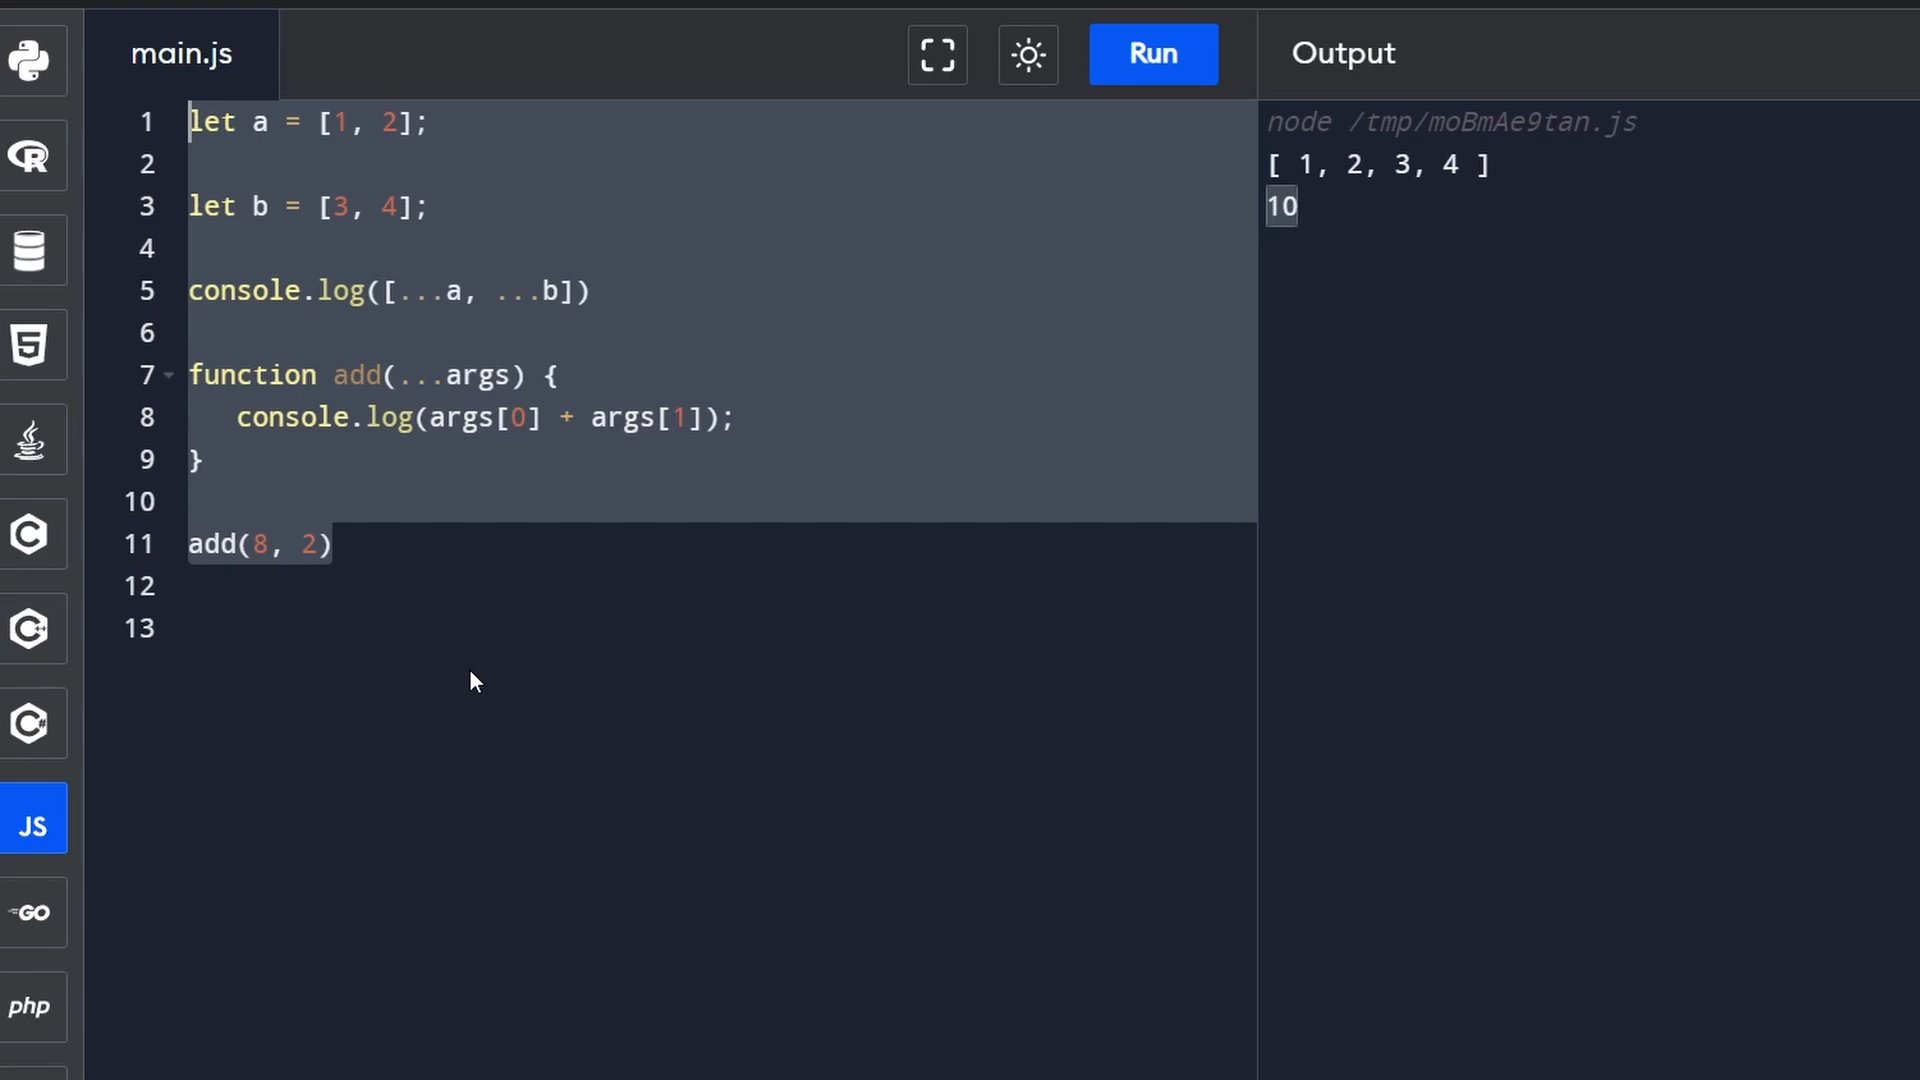 main.js
Run
Output
1 let a = [1, 2];
2
3 let b = [3, 4];
4
5 console.log([...a, ...b])
6
7 function add(...args) {
8 console.log(args[0] + args[1]);
9 }
10
11 add(8, 2)
12
13
node /tmp/moBmAe9tan.js
[ 1, 2, 3, 4 ]
10
R
5
C
C++
C#
JS
GO
php